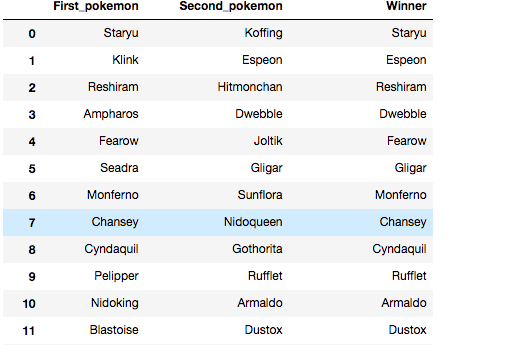 First_pokemon Second_pokemon Winner
0 Staryu Koffing Staryu
1 Klink Espeon Espeon
2 Reshiram Hitmonchan Reshiram
3 Ampharos Dwebble Dwebble
4 Fearow Joltik Fearow
5 Seadra Gligar Gligar
6 Monferno Sunflora Monferno
7 Chansey Nidoqueen Chansey
8 Cyndaquil Gothorita Cyndaquil
9 Pelipper Rufflet Rufflet
10 Nidoking Armaldo Armaldo
11 Blastoise Dustox Dustox